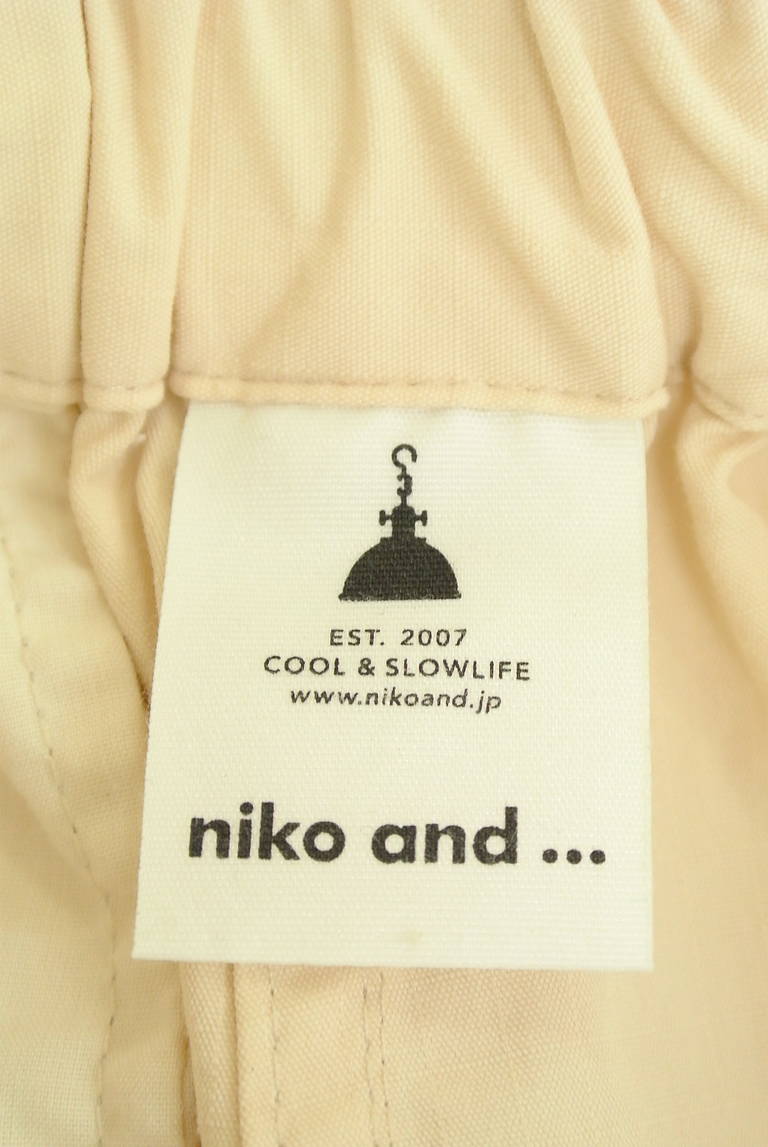 EST. 2007
COOL & SLOWLIFE
www.nikoand.jp
niko and ...